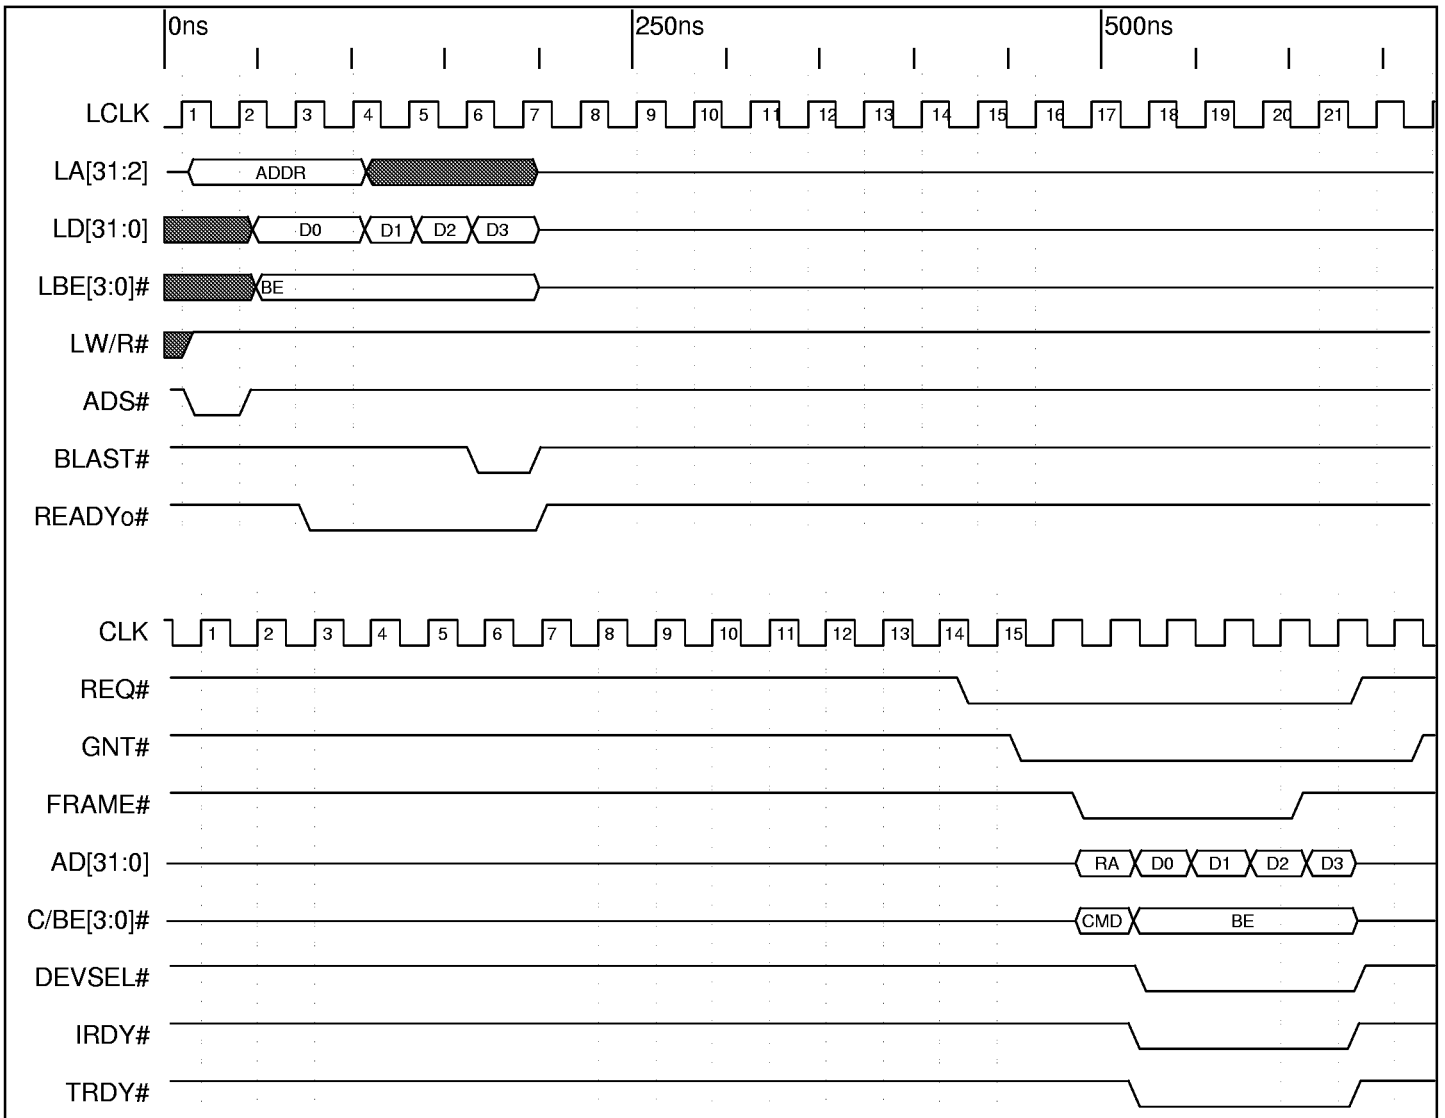 0ns 250ns 500ns
LCLK 1 2 3 4 5 6 7 8 9 10 11 12 13 14 15 16 17 18 19 20 21
LA[31:2] ADDR
LD[31:0] D0 D1 D2 D3
LBE[3:0]# BE
LW/R#
ADS#
BLAST#
READYo#
CLK 1 2 3 4 5 6 7 8 9 10 11 12 13 14 15
REQ#
GNT#
FRAME#
AD[31:0] RA D0 D1 D2 D3
C/BE[3:0]# CMD BE
DEVSEL#
IRDY#
TRDY#